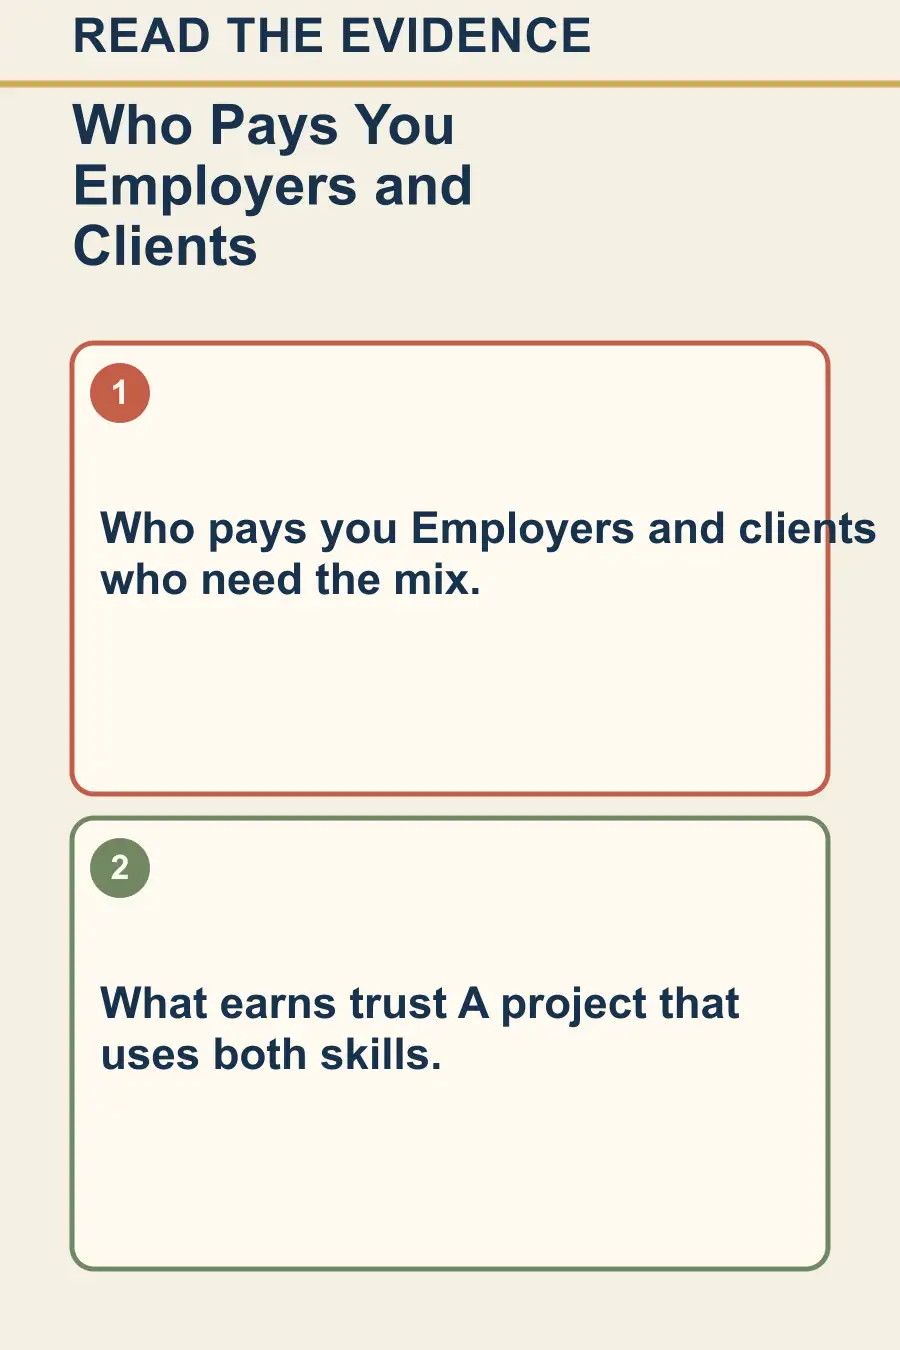 READ THE EVIDENCE
Who Pays You
Employers and
Clients
1
Who pays you Employers and clients
who need the mix.
2
What earns trust A project that
uses both skills.